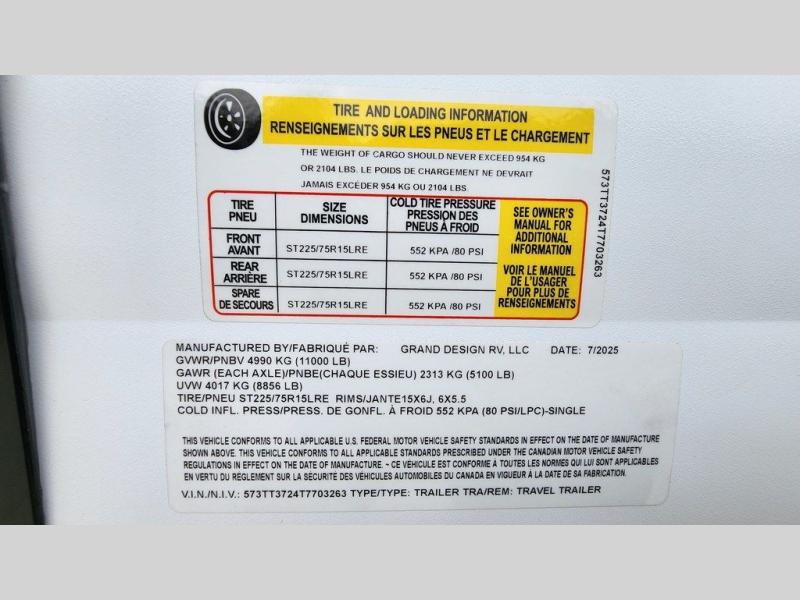 TIRE AND LOADING INFORMATION
RENSEIGNEMENTS SUR LES PNEUS ET LE CHARGEMENT
THE WEIGHT OF CARGO SHOULD NEVER EXCEED 954 KG
OR 2104 LBS. LE POIDS DE CHARGEMENT NE DEVRAIT
JAMAIS EXCÉDER 954 KG OU 2104 LBS.
TIRE
PNEU
SIZE
DIMENSIONS
COLD TIRE PRESSURE
PRESSION DES
PNEUS À FROID
FRONT
AVANT
ST225/75R15LRE
552 KPA /80 PSI
REAR
ARRIÈRE
ST225/75R15LRE
552 KPA /80 PSI
SPARE
DE SECOURS
ST225/75R15LRE
552 KPA /80 PSI
SEE OWNER'S
MANUAL FOR
ADDITIONAL
INFORMATION
VOIR LE MANUEL
DE L'USAGER
POUR PLUS DE
RENSEIGNEMENTS
573TT3724T7703263
MANUFACTURED BY/FABRIQUÉ PAR: GRAND DESIGN RV, LLC DATE: 7/2025
GVWR/PNBV 4990 KG (11000 LB)
GAWR (EACH AXLE)/PNBE(CHAQUE ESSIEU) 2313 KG (5100 LB)
UVW 4017 KG (8856 LB)
TIRE/PNEU ST225/75R15LRE RIMS/JANTE15X6J, 6X5.5
COLD INFL. PRESS/PRESS. DE GONFL. À FROID 552 KPA (80 PSI/LPC)-SINGLE
THIS VEHICLE CONFORMS TO ALL APPLICABLE U.S. FEDERAL MOTOR VEHICLE SAFETY STANDARDS IN EFFECT ON THE DATE OF MANUFACTURE
SHOWN ABOVE. THIS VEHICLE CONFORMS TO ALL APPLICABLE STANDARDS PRESCRIBED UNDER THE CANADIAN MOTOR VEHICLE SAFETY
REGULATIONS IN EFFECT ON THE DATE OF MANUFACTURE. ~ CE VEHICULE EST CONFORME À TOUTES LES NORMES QUI LUI SONT APPLICABLES
EN VERTU DU RÈGLEMENT SUR LA SÉCURITÉ DES VÉHICULES AUTOMOBILES DU CANADA EN VIGUEUR À LA DATE DE SA FABRICATION.
V.I.N./N.I.V.: 573TT3724T7703263 TYPE/TYPE: TRAILER TRA/REM: TRAVEL TRAILER